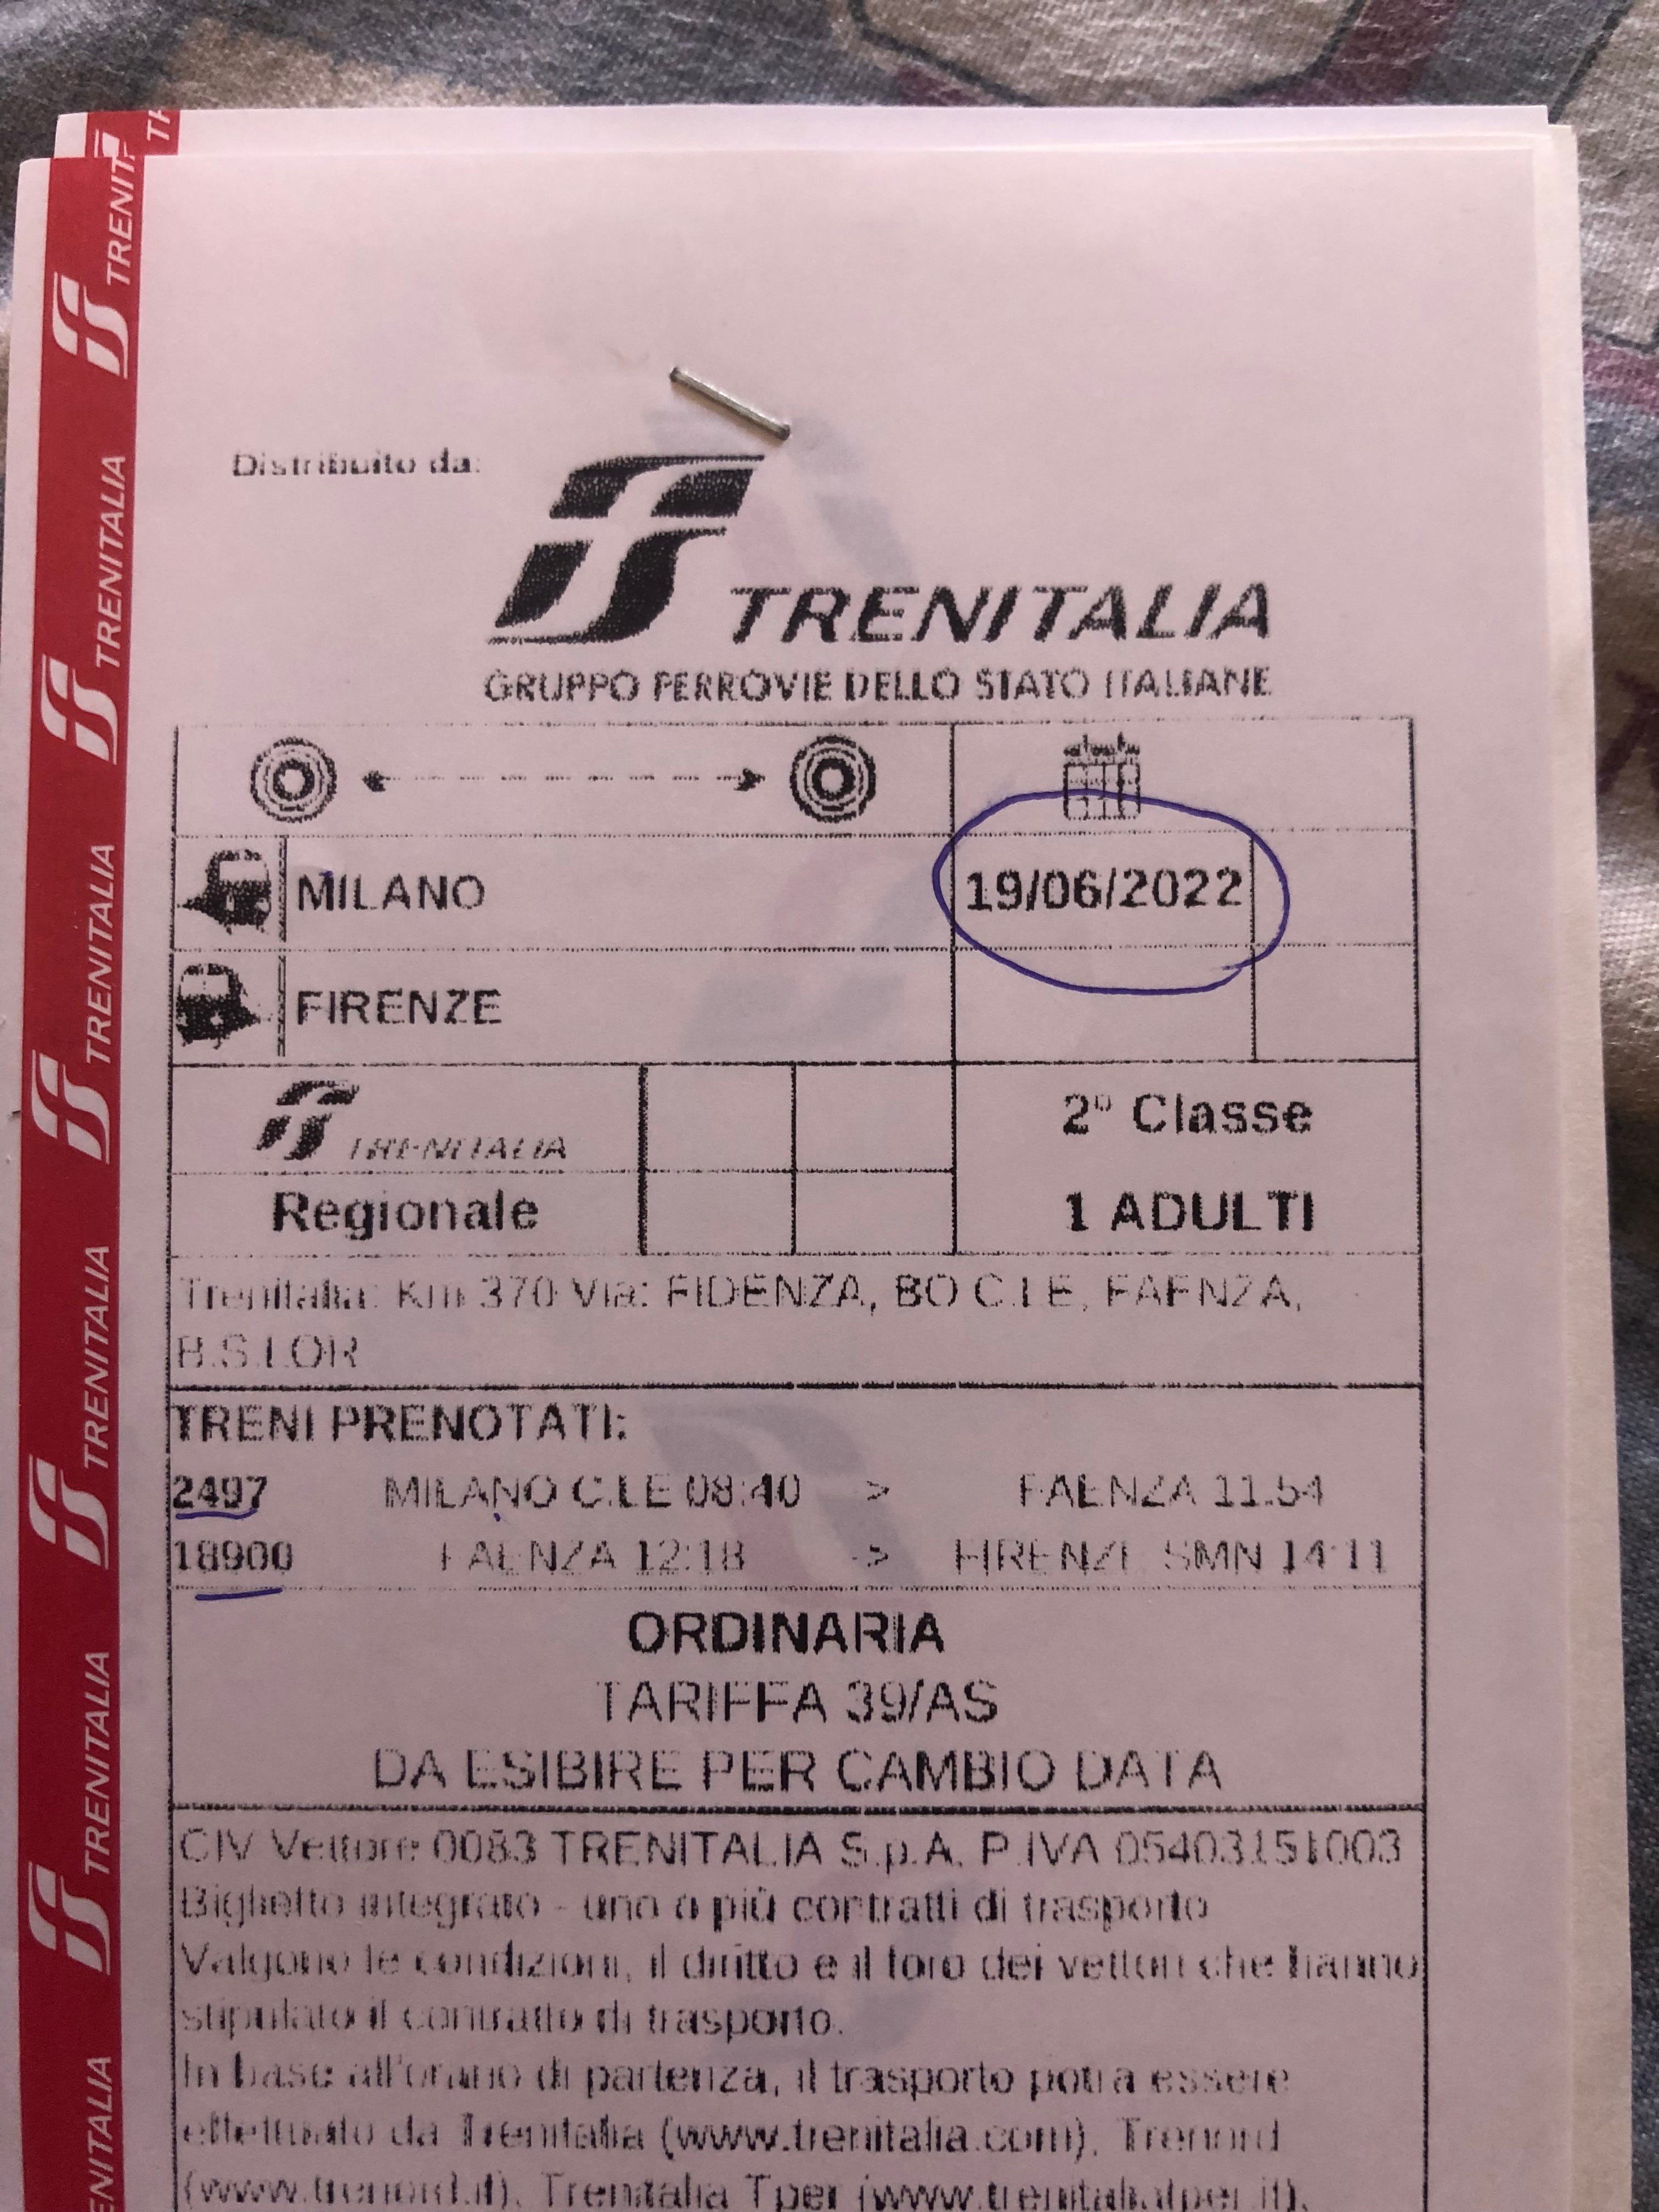 Distribuito da:
TRENITALIA
GRUPPO FERROVIE DELLO STATO ITALIANE
MILANO 19/06/2022
FIRENZE
TRENITALIA 2° Classe
Regionale 1 ADULTI
Trenitalia: Km 370 Via: FIDENZA, BO C.LE, FAENZA,
B.S.LOR
TRENI PRENOTATI:
2497 MILANO C.LE 08:40 -> FAENZA 11:54
18900 FAENZA 12:18 -> FIRENZE SMN 14:11
ORDINARIA
TARIFFA 39/AS
DA ESIBIRE PER CAMBIO DATA
CIV Vettore 0083 TRENITALIA S.p.A. P.IVA 05403151003
Biglietto integrato - uno o più contratti di trasporto
Valgono le condizioni, il diritto e il foro dei vettori che hanno
stipulato il contratto di trasporto.
In base all'orario di partenza, il trasporto potrà essere
effettuato da Trenitalia (www.trenitalia.com), Trenord
(www.trenord.it), Trenitalia Tper (www.trenitaliatper.it),
TRENITALIA
TRENITALIA
TRENITALIA
TRENITALIA
TRENITALIA